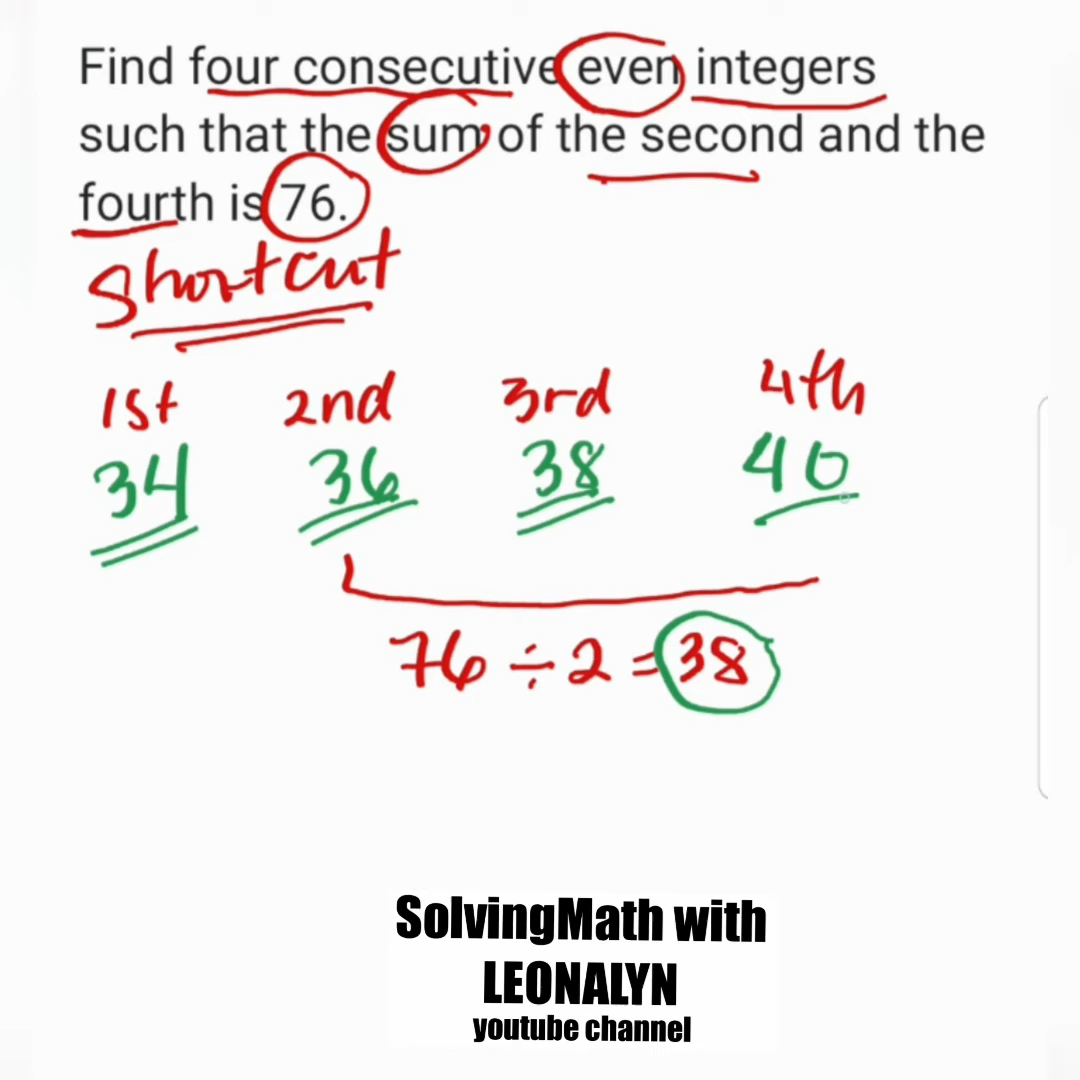 Find four consecutive even integers
such that the sum of the second and the
fourth is 76.
Shortcut
1st 2nd 3rd 4th
34 36 38 40
76 ÷ 2 = 38
SolvingMath with
LEONALYN
youtube channel